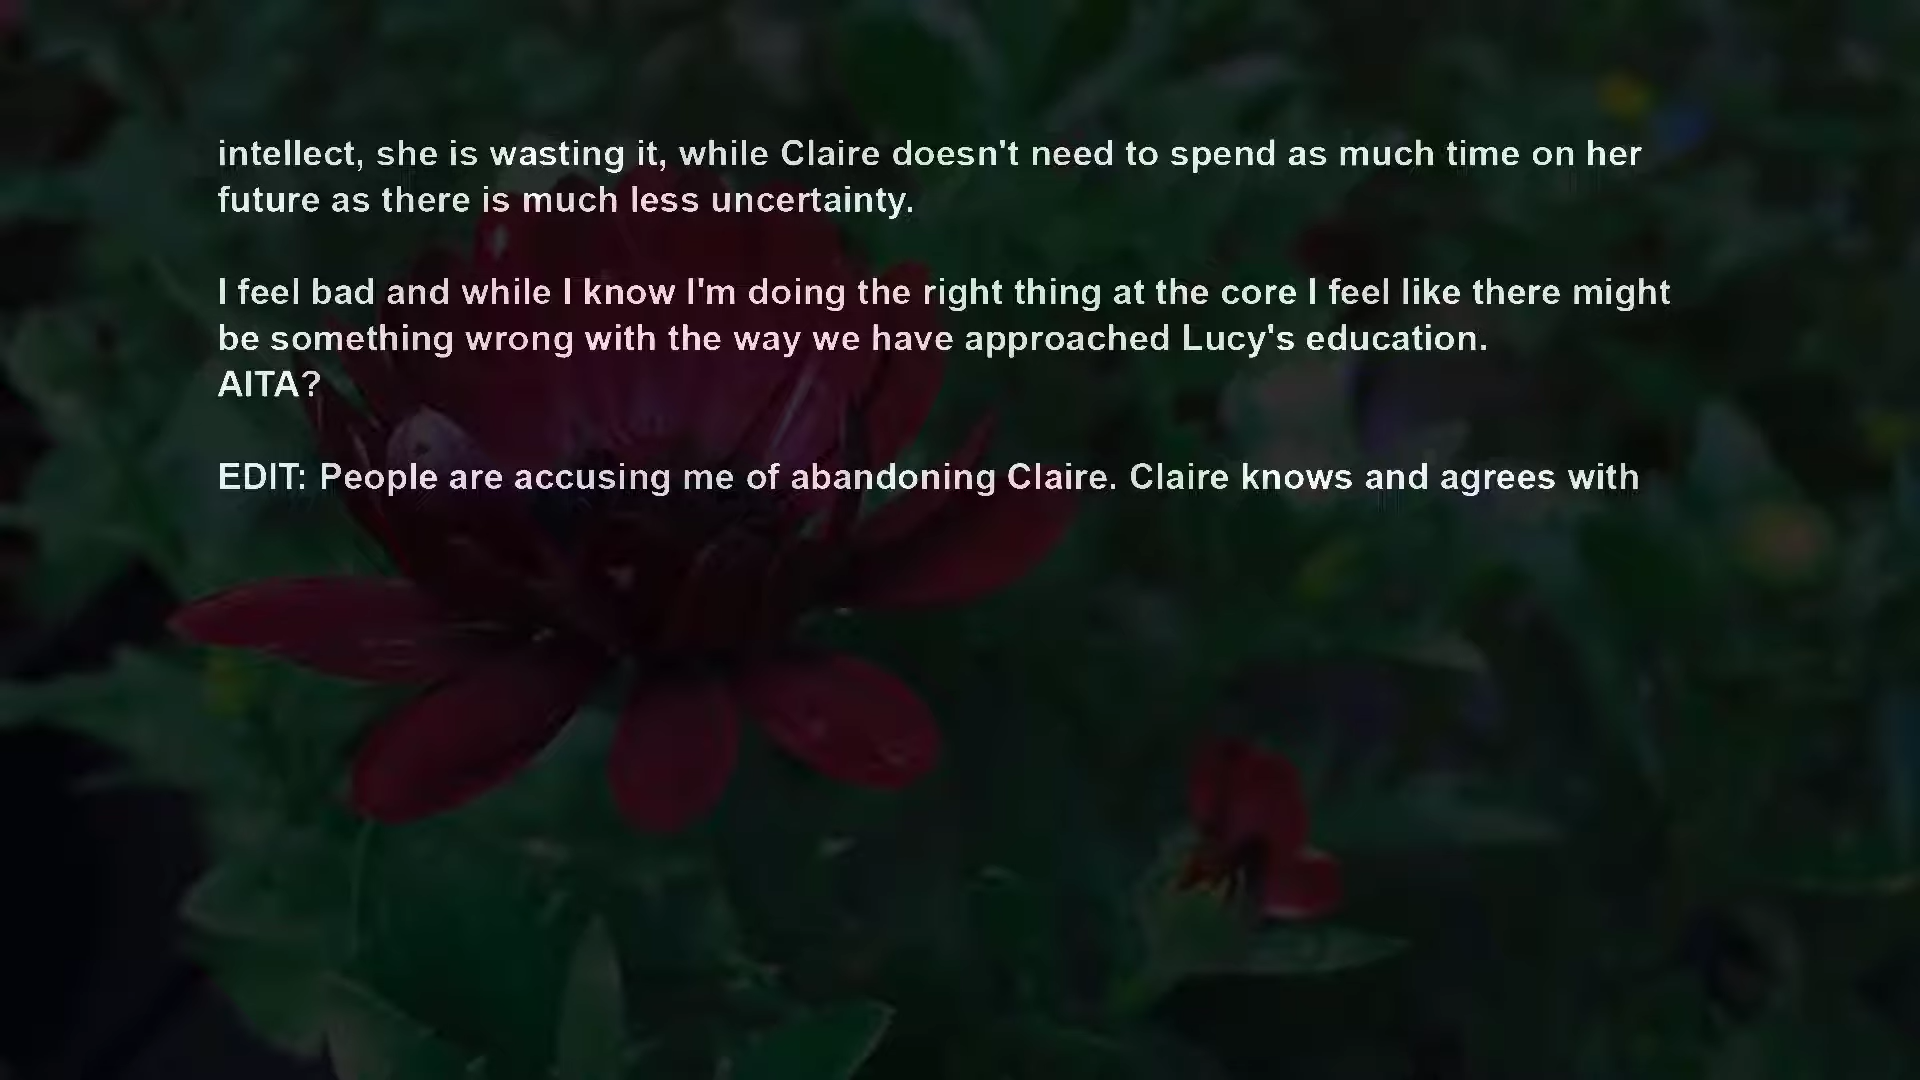 intellect, she is wasting it, while Claire doesn't need to spend as much time on her
future as there is much less uncertainty.
I feel bad and while I know I'm doing the right thing at the core I feel like there might
be something wrong with the way we have approached Lucy's education.
AITA?
EDIT: People are accusing me of abandoning Claire. Claire knows and agrees with